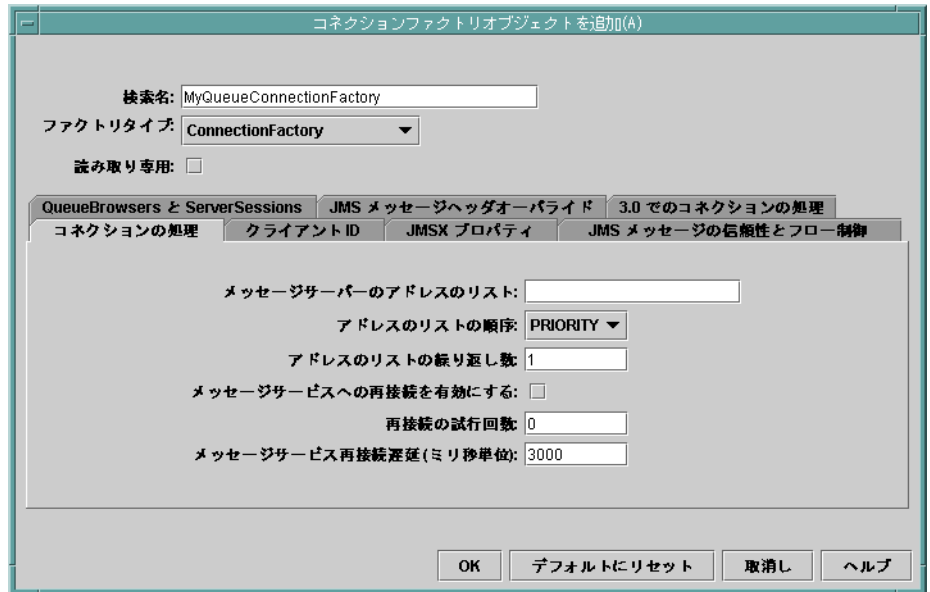 コネクションファクトリオブジェクトを追加(A)
検索名: MyQueueConnectionFactory
ファクトリタイプ: ConnectionFactory
読み取り専用:
QueueBrowsers と ServerSessions JMS メッセージヘッダオーバライド 3.0 でのコネクションの処理
コネクションの処理 クライアント ID JMSX プロパティ JMS メッセージの信頼性とフロー制御
メッセージサーバーのアドレスのリスト:
アドレスのリストの順序: PRIORITY
アドレスのリストの繰り返し数: 1
メッセージサービスへの再接続を有効にする:
再接続の試行回数: 0
メッセージサービス再接続遅延(ミリ秒単位): 3000
OK デフォルトにリセット 取消し ヘルプ